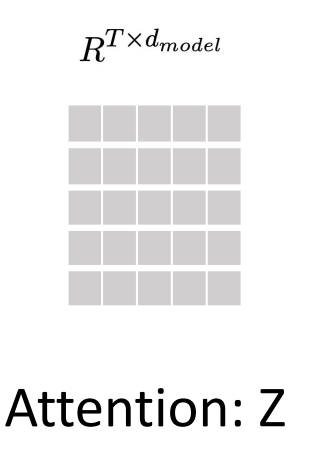 R^{T×d_{model}}
Attention: Z